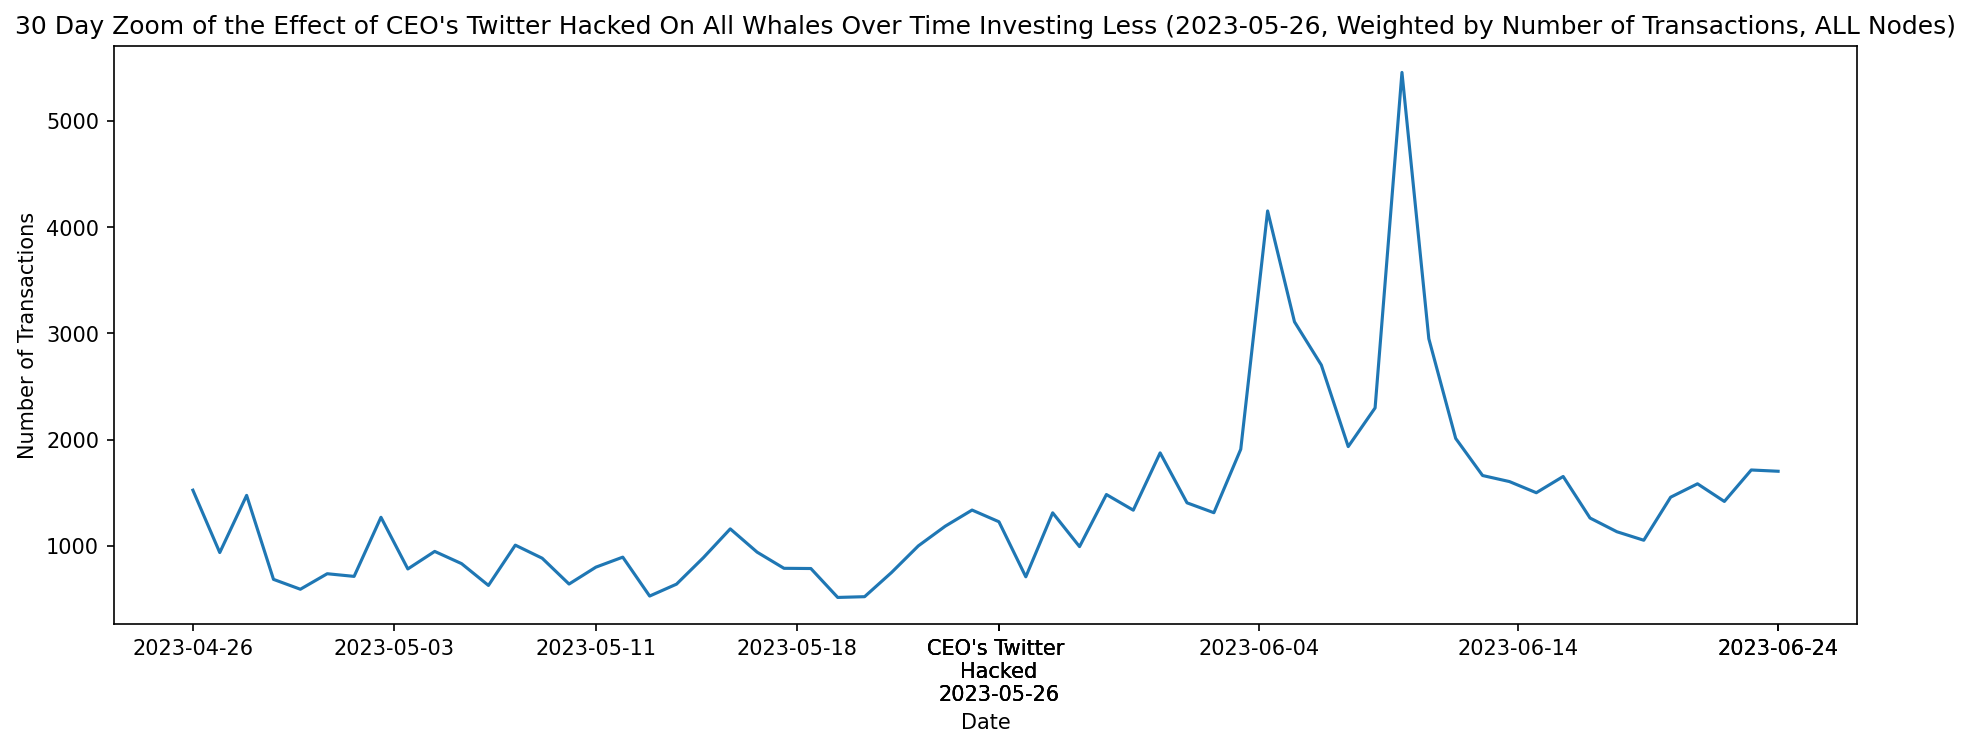 30 Day Zoom of the Effect of CEO's Twitter Hacked On All Whales Over Time Investing Less (2023-05-26, Weighted by Number of Transactions, ALL Nodes)
Number of Transactions
5000
4000
3000
2000
1000
2023-04-26
2023-05-03
2023-05-11
2023-05-18
CEO's Twitter
Hacked
2023-05-26
2023-06-04
2023-06-14
2023-06-24
Date